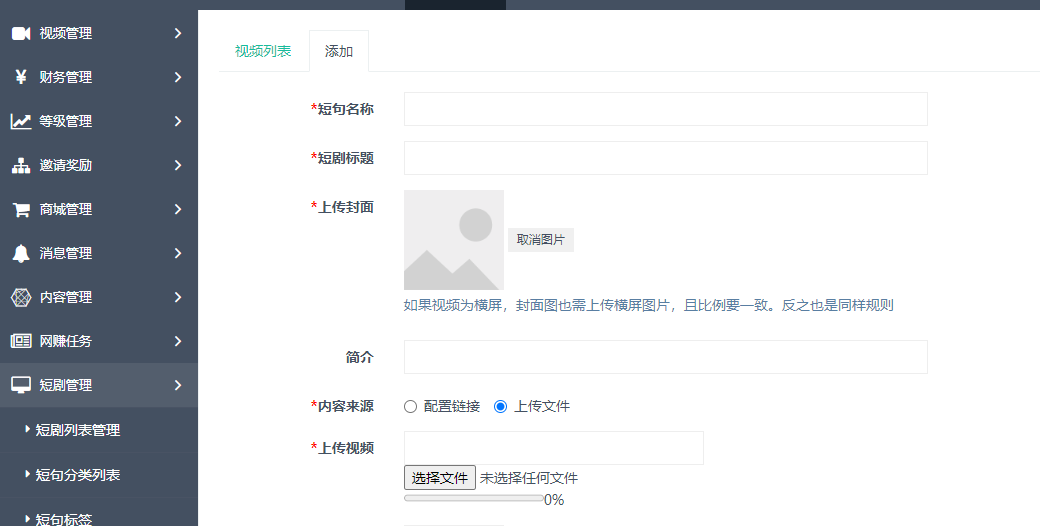 视频管理
财务管理
等级管理
邀请奖励
商城管理
消息管理
内容管理
网赚任务
短剧管理
短剧列表管理
短句分类列表
短句标签
视频列表
添加
*短句名称
*短剧标题
*上传封面
取消图片
如果视频为横屏，封面图也需上传横屏图片，且比例要一致。反之也是同样规则
简介
*内容来源
配置链接
上传文件
*上传视频
选择文件 未选择任何文件
0%